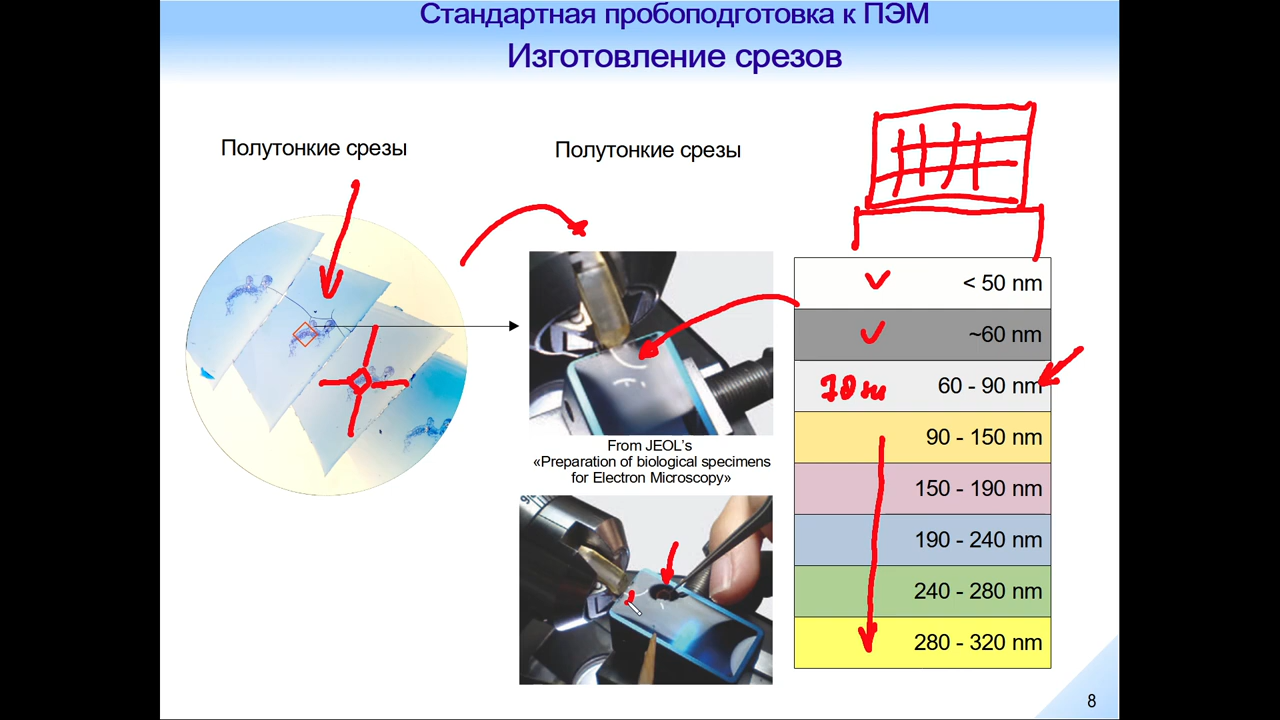 Стандартная пробоподготовка к ПЭМ
Изготовление срезов
Полутонкие срезы
Полутонкие срезы
From JEOL's
«Preparation of biological specimens
for Electron Microscopy»
< 50 nm
~60 nm
60 - 90 nm
90 - 150 nm
150 - 190 nm
190 - 240 nm
240 - 280 nm
280 - 320 nm
8